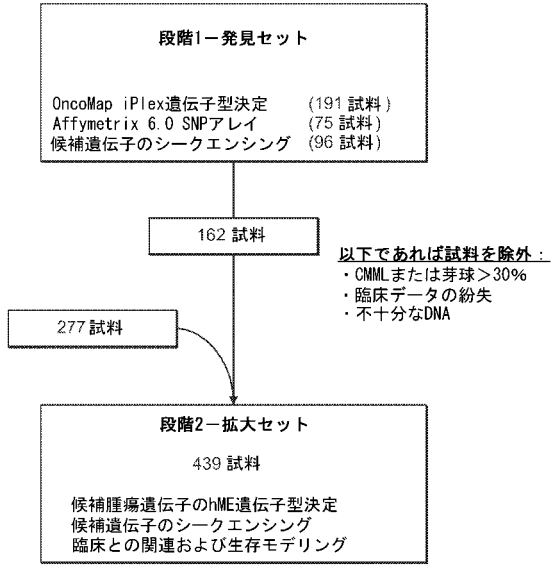 段階1－発見セット
OncoMap iPlex遺伝子型決定 (191 試料)
Affymetrix 6.0 SNPアレイ (75 試料)
候補遺伝子のシークエンシング (96 試料)
162 試料
以下であれば試料を除外：
・CMMLまたは芽球＞30%
・臨床データの紛失
・不十分なDNA
277 試料
段階2－拡大セット
439 試料
候補腫瘍遺伝子のhME遺伝子型決定
候補遺伝子のシークエンシング
臨床との関連および生存モデリング